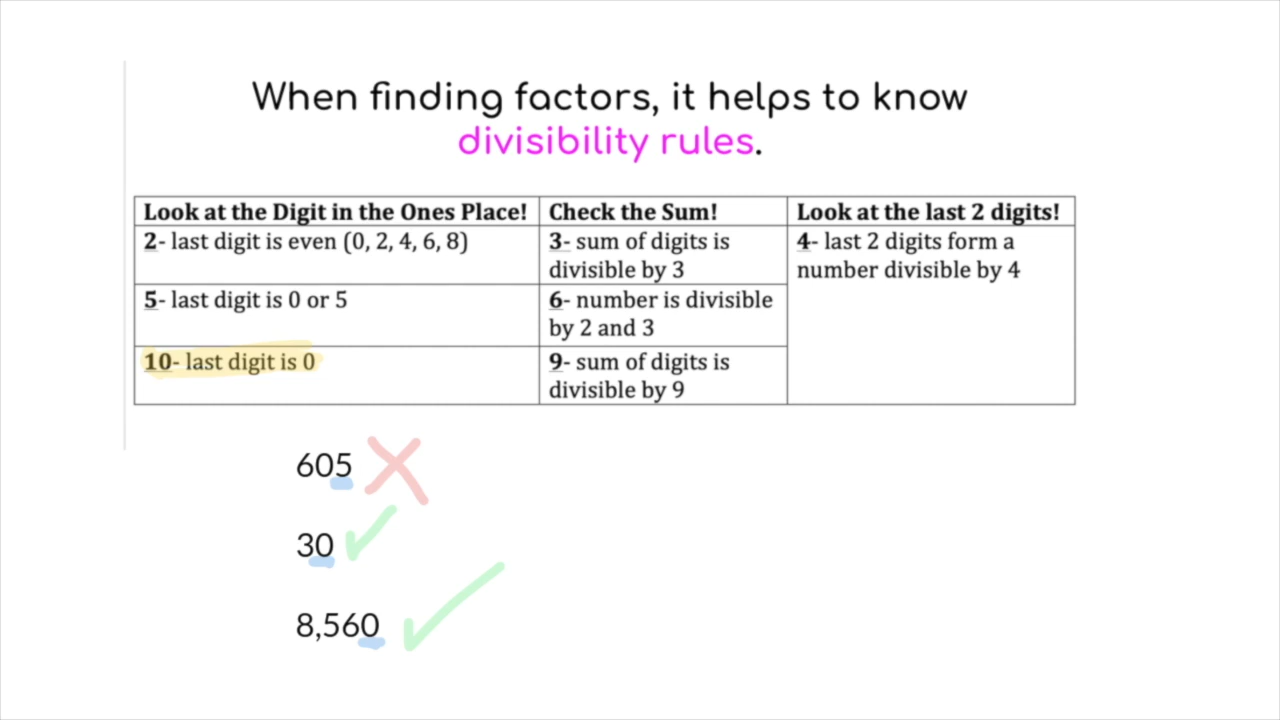 When finding factors, it helps to know
divisibility rules.
Look at the Digit in the Ones Place!
Check the Sum!
Look at the last 2 digits!
2- last digit is even (0, 2, 4, 6, 8)
3- sum of digits is
divisible by 3
4- last 2 digits form a
number divisible by 4
5- last digit is 0 or 5
6- number is divisible
by 2 and 3
10- last digit is 0
9- sum of digits is
divisible by 9
605
30
8,560